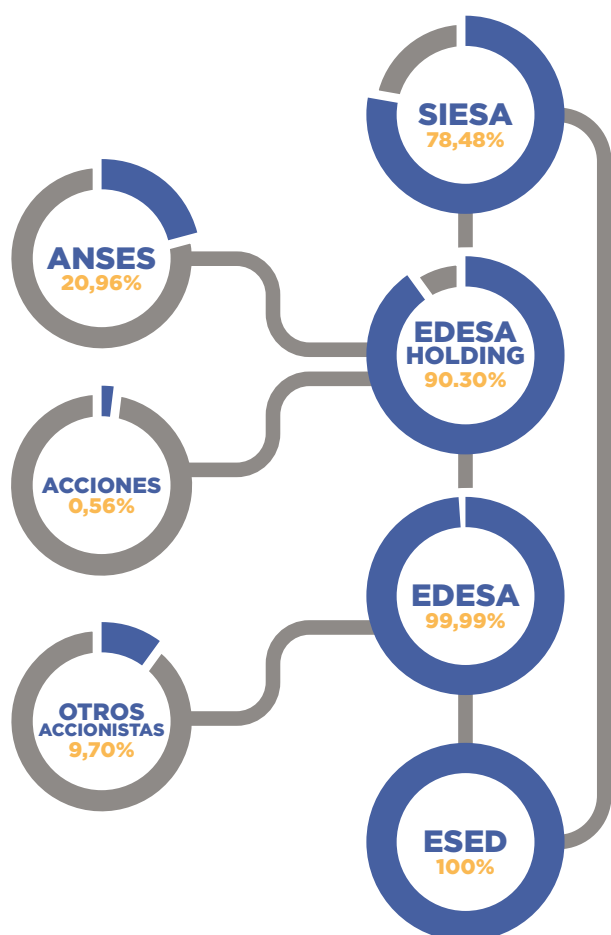 SIESA
78,48%
ANSES
20,96%
EDESA
HOLDING
90.30%
ACCIONES
0,56%
EDESA
99,99%
OTROS
ACCIONISTAS
9,70%
ESED
100%